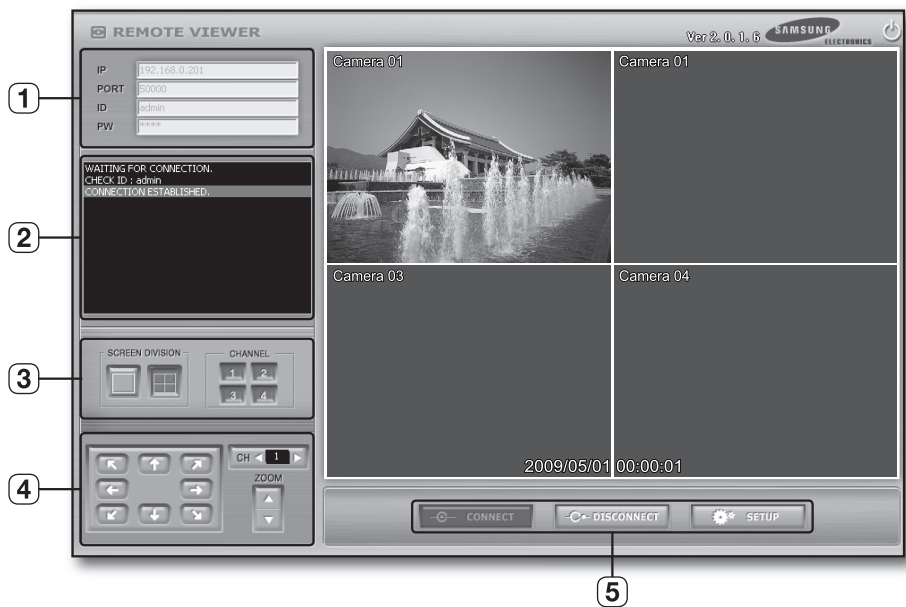 REMOTE VIEWER
Ver 2. 0. 1. 6
SAMSUNG
ELECTRONICS
IP 192.168.0.201
PORT 50000
ID admin
PW ****
1
WAITING FOR CONNECTION.
CHECK ID : admin
CONNECTION ESTABLISHED.
2
SCREEN DIVISION
CHANNEL
1 2
3 4
3
CH 1
ZOOM
4
Camera 01
Camera 01
Camera 03
Camera 04
2009/05/01 00:00:01
CONNECT
DISCONNECT
SETUP
5